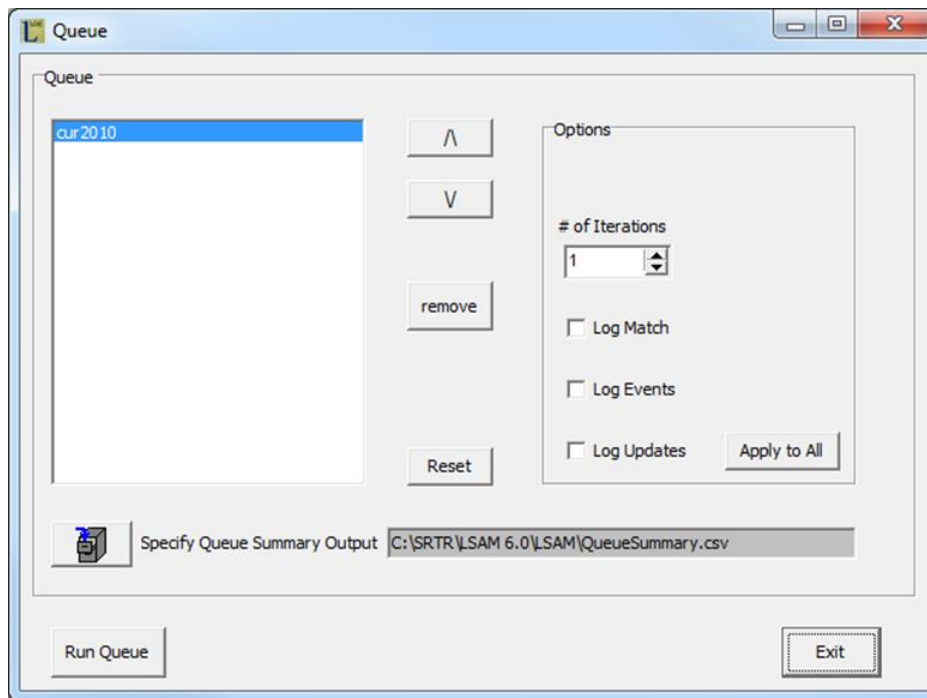 Queue
Queue
cur2010
/\
\/
remove
Reset
Options
# of Iterations
1
Log Match
Log Events
Log Updates
Apply to All
Specify Queue Summary Output
C:\SRTR\LSAM 6.0\LSAM\QueueSummary.csv
Run Queue
Exit